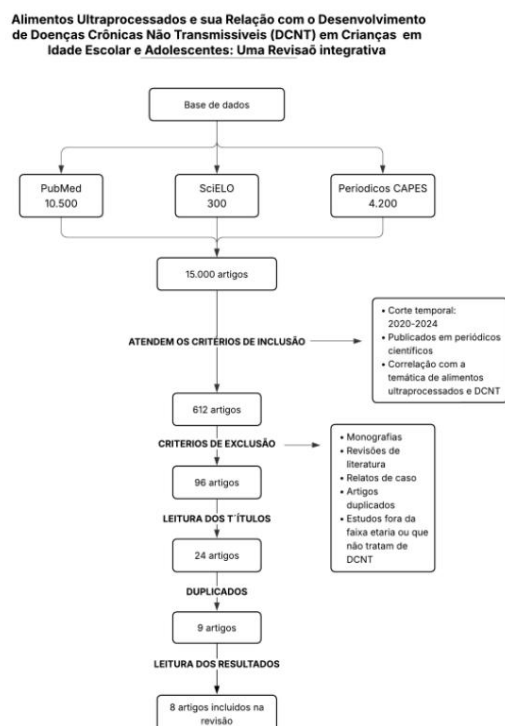 Alimentos Ultraprocessados e sua Relação com o Desenvolvimento
de Doenças Crônicas Não Transmissiveis (DCNT) em Crianças em
Idade Escolar e Adolescentes: Uma Revisaõ integrativa
Base de dados
PubMed
10.500
SciELO
300
Períodicos CAPES
4.200
15.000 artigos
ATENDEM OS CRITÉRIOS DE INCLUSÃO
• Corte temporal:
2020-2024
• Publicados em periódicos
científicos
• Correlação com a
temática de alimentos
ultraprocessados e DCNT
612 artigos
CRITERIOS DE EXCLUSÃO
• Monografias
• Revisões de
literatura
• Relatos de caso
• Artigos
duplicados
• Estudos fora da
faixa etaria ou que
não tratam de
DCNT
96 artigos
LEITURA DOS T´ÍTULOS
24 artigos
DUPLICADOS
9 artigos
LEITURA DOS RESULTADOS
8 artigos incluidos na
revisão